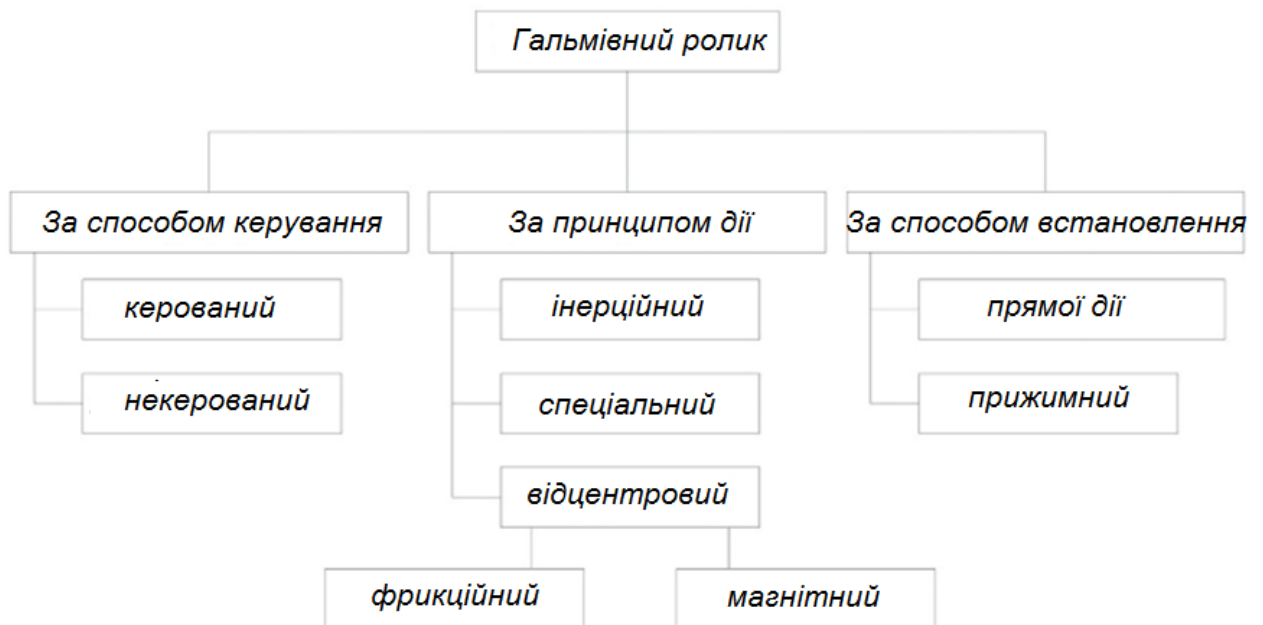 Гальмівний ролик
За способом керування
За принципом дії
За способом встановлення
керований
інерційний
прямої дії
некерований
спеціальний
прижимний
відцентровий
фрикційний
магнітний